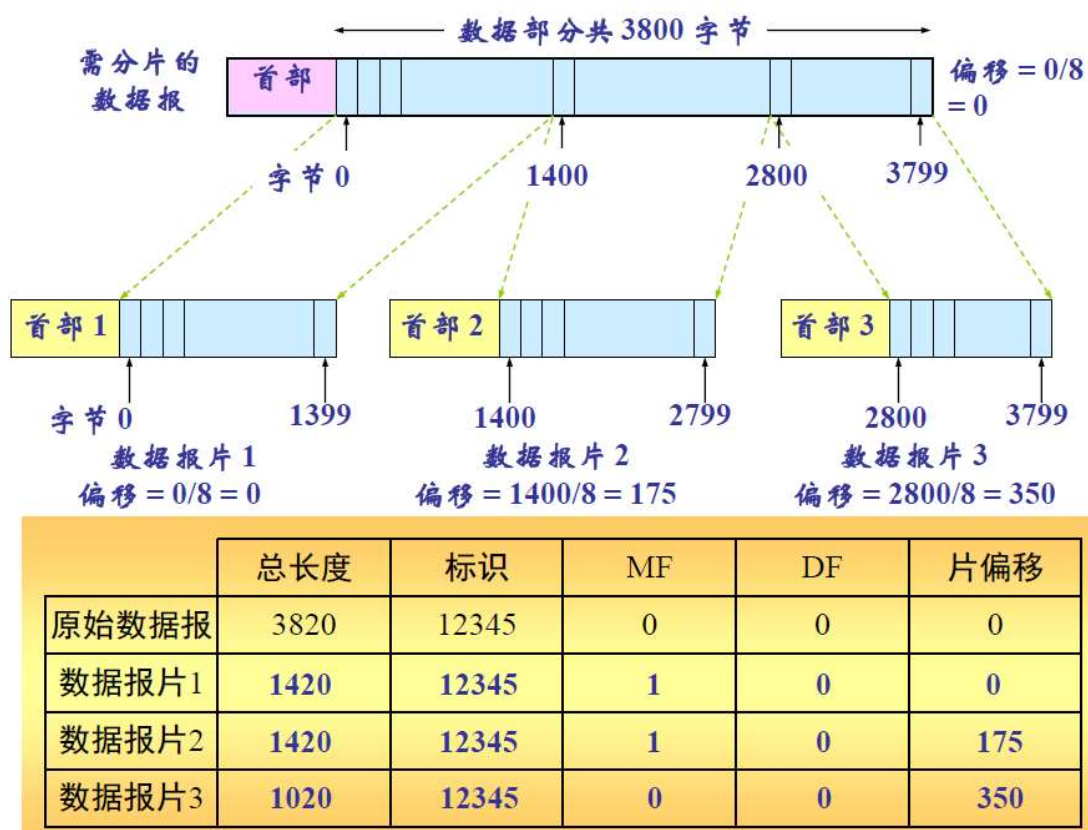 数据部分共 3800 字节
需分片的
数据报
首部
偏移 = 0/8
= 0
字节 0
1400
2800
3799
首部 1
首部 2
首部 3
字节 0
1399
1400
2799
2800
3799
数据报片 1
偏移 = 0/8 = 0
数据报片 2
偏移 = 1400/8 = 175
数据报片 3
偏移 = 2800/8 = 350
总长度 标识 MF DF 片偏移
原始数据报 3820 12345 0 0 0
数据报片1 1420 12345 1 0 0
数据报片2 1420 12345 1 0 175
数据报片3 1020 12345 0 0 350